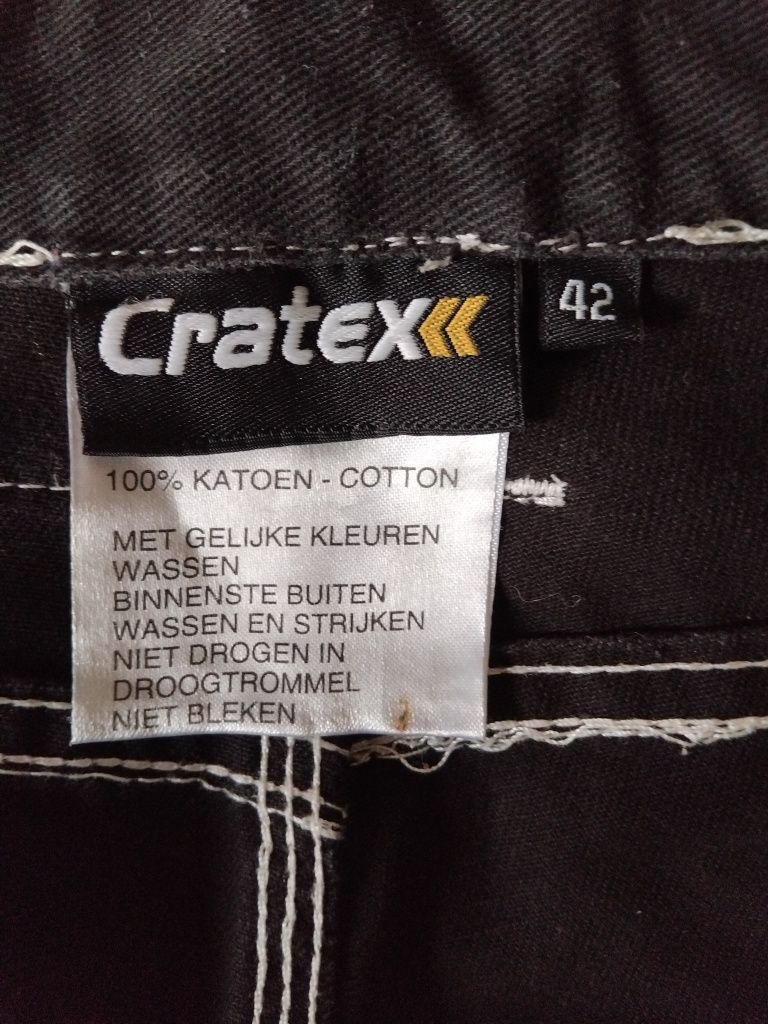 Cratex
42
100% KATOEN - COTTON
MET GELIJKE KLEUREN
WASSEN
BINNENSTE BUITEN
WASSEN EN STRIJKEN
NIET DROGEN IN
DROOGTROMMEL
NIET BLEKEN